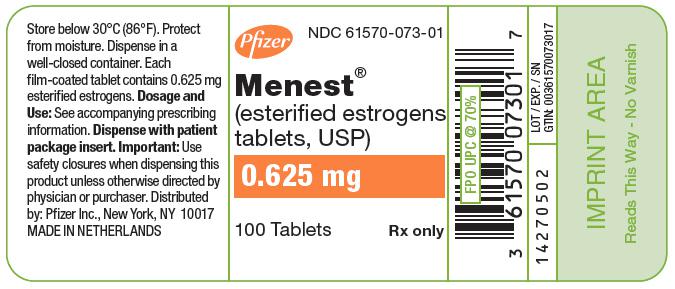 Store below 30°C (86°F). Protect
from moisture. Dispense in a
well-closed container. Each
film-coated tablet contains 0.625 mg
esterified estrogens. Dosage and
Use: See accompanying prescribing
information. Dispense with patient
package insert. Important: Use
safety closures when dispensing this
product unless otherwise directed by
physician or purchaser. Distributed
by: Pfizer Inc., New York, NY 10017
MADE IN NETHERLANDS
Pfizer
NDC 61570-073-01
Menest®
(esterified estrogens
tablets, USP)
0.625 mg
100 Tablets
Rx only
FPO UPC @ 70%
3 61570 07301 7
LOT / EXP. / SN
GTIN: 00361570073017
14270502
IMPRINT AREA
Reads This Way - No Varnish